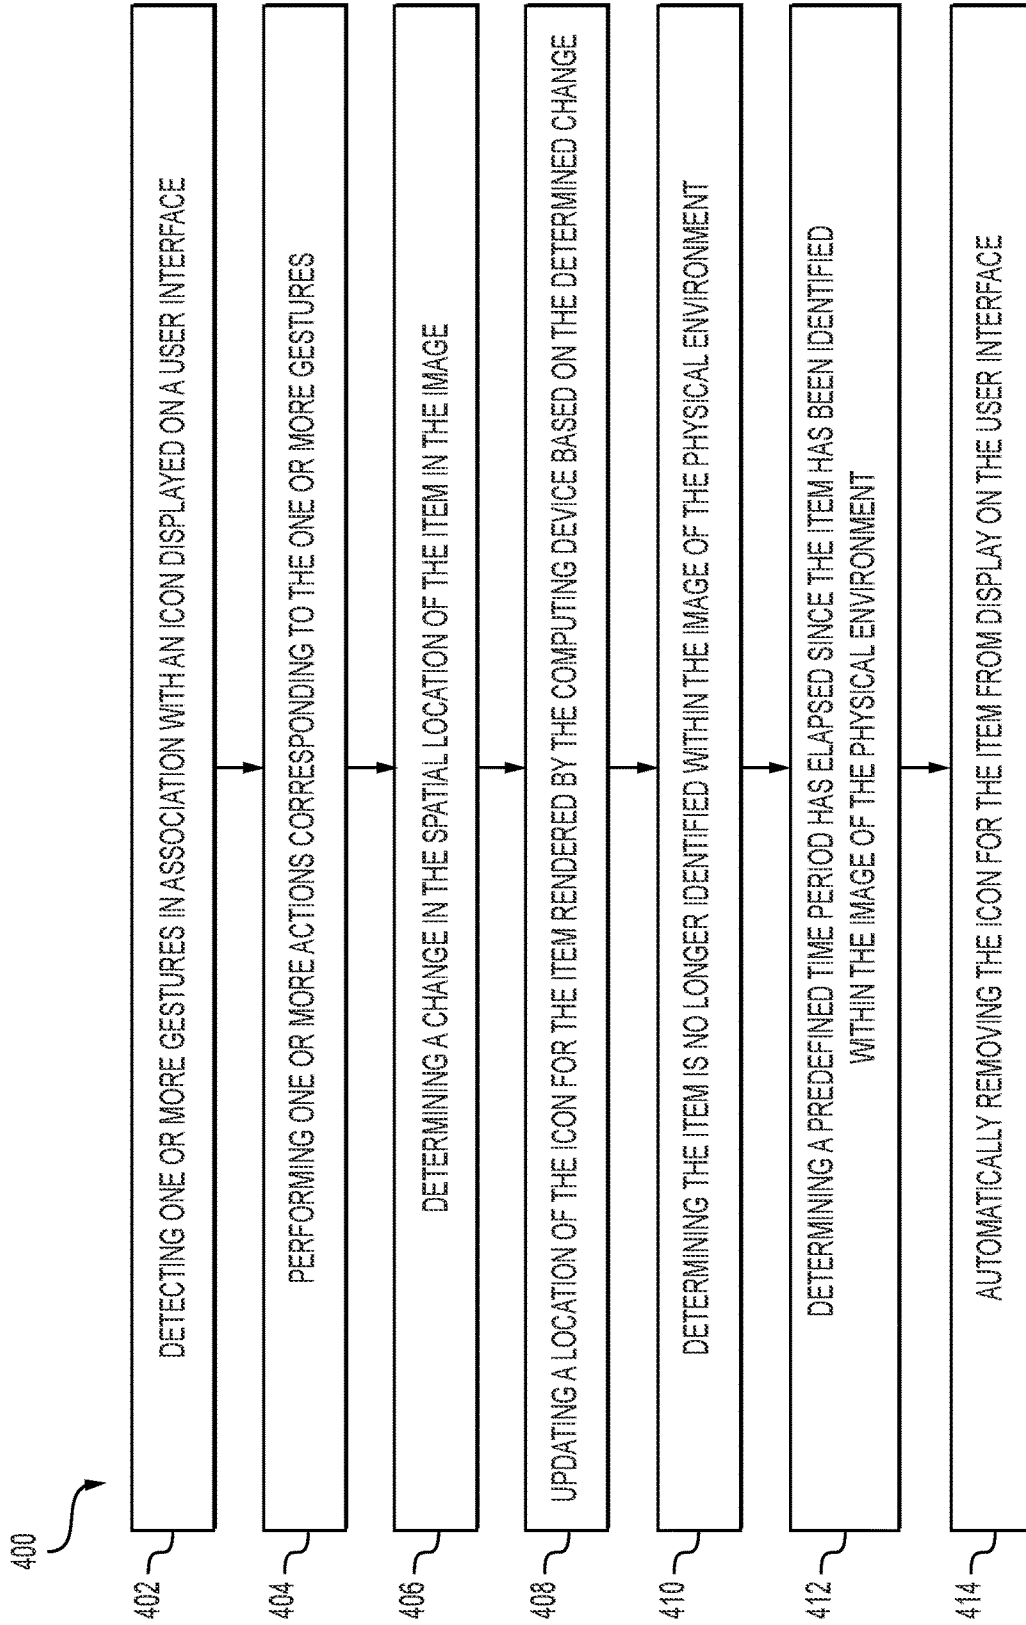 400
402
DETECTING ONE OR MORE GESTURES IN ASSOCIATION WITH AN ICON DISPLAYED ON A USER INTERFACE
404
PERFORMING ONE OR MORE ACTIONS CORRESPONDING TO THE ONE OR MORE GESTURES
406
DETERMINING A CHANGE IN THE SPATIAL LOCATION OF THE ITEM IN THE IMAGE
408
UPDATING A LOCATION OF THE ICON FOR THE ITEM RENDERED BY THE COMPUTING DEVICE BASED ON THE DETERMINED CHANGE
410
DETERMINING THE ITEM IS NO LONGER IDENTIFIED WITHIN THE IMAGE OF THE PHYSICAL ENVIRONMENT
412
DETERMINING A PREDEFINED TIME PERIOD HAS ELAPSED SINCE THE ITEM HAS BEEN IDENTIFIED
WITHIN THE IMAGE OF THE PHYSICAL ENVIRONMENT
414
AUTOMATICALLY REMOVING THE ICON FOR THE ITEM FROM DISPLAY ON THE USER INTERFACE